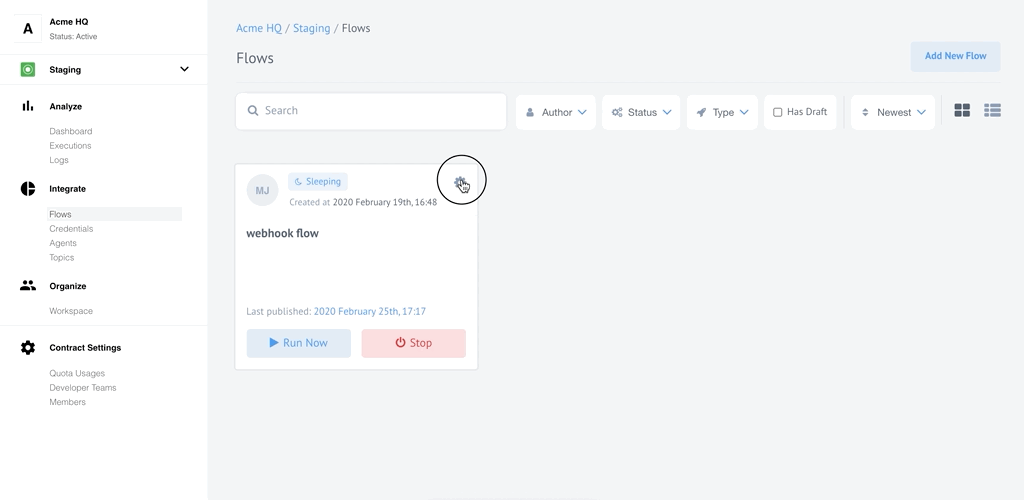 A
Acme HQ
Status: Active
Staging
Analyze
Dashboard
Executions
Logs
Integrate
Flows
Credentials
Agents
Topics
Organize
Workspace
Contract Settings
Quota Usages
Developer Teams
Members
Acme HQ / Staging / Flows
Flows
Add New Flow
Search
Author
Status
Type
Has Draft
Newest
MJ
Sleeping
Created at 2020 February 19th, 16:48
webhook flow
Last published: 2020 February 25th, 17:17
Run Now
Stop